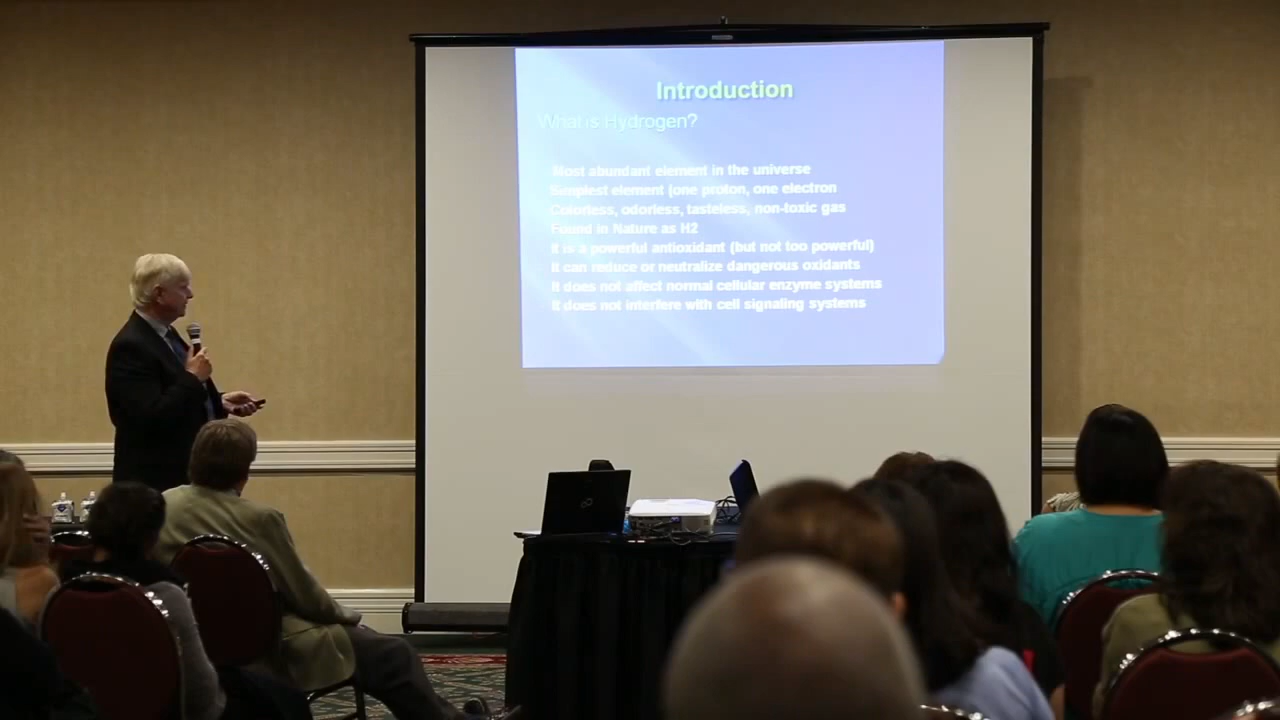 Introduction
What is Hydrogen?
Most abundant element in the universe
Simplest element (one proton, one electron
Colorless, odorless, tasteless, non-toxic gas
Found in Nature as H2
It is a powerful antioxidant (but not too powerful)
It can reduce or neutralize dangerous oxidants
It does not affect normal cellular enzyme systems
It does not interfere with cell signaling systems